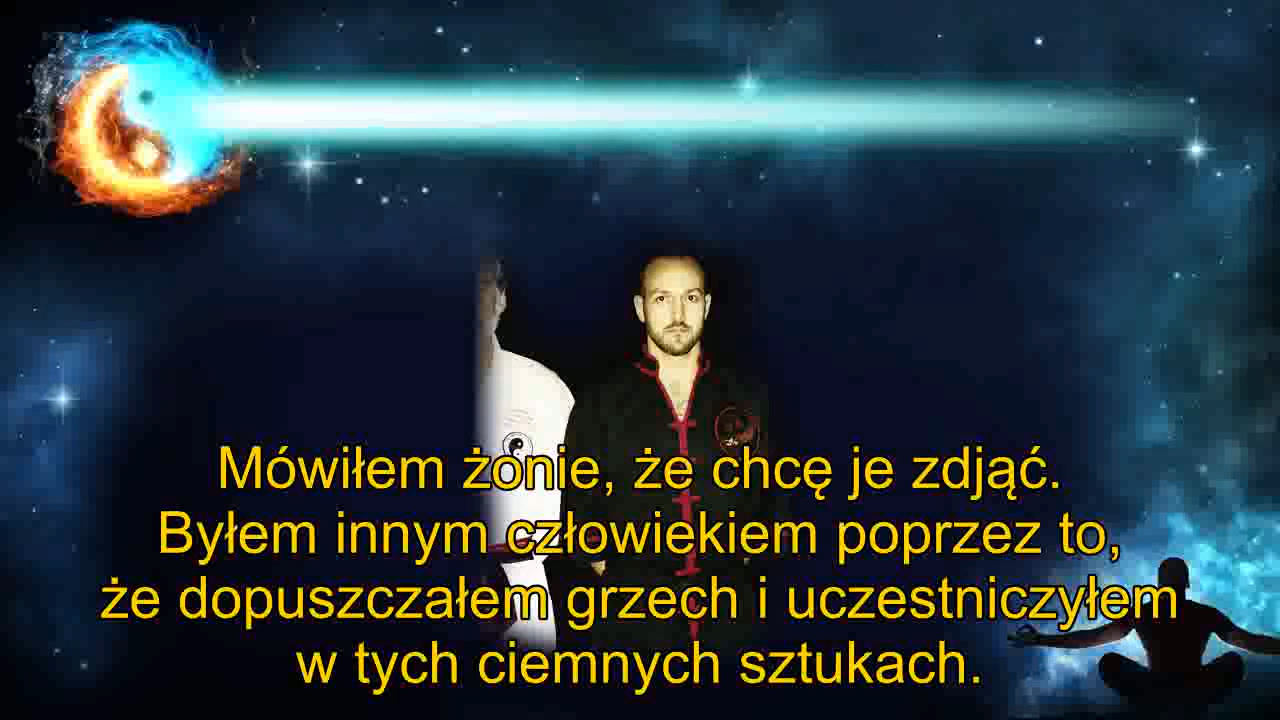 Mówiłem żonie, że chcę je zdjąć.
Byłem innym człowiekiem poprzez to,
że dopuszczałem grzech i uczestniczyłem
w tych ciemnych sztukach.